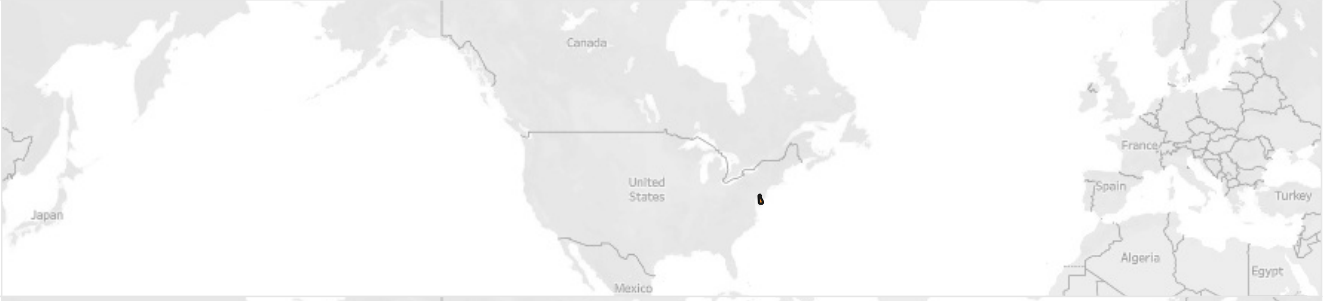 Canada
France
United
States
Spain
Turkey
Japan
Algeria
Egypt
Mexico